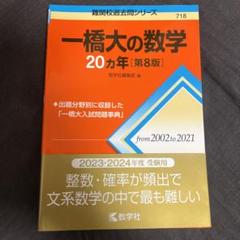 難関校過去問シリーズ
718
一橋大の数学
20カ年[第8版]
教学社編集部 編
◆出題分野別に収録した
「一橋大入試問題事典」
from 2002 to 2021
2023-2024年度 受験用
整数・確率が頻出で
文系数学の中で最も難しい
教学社